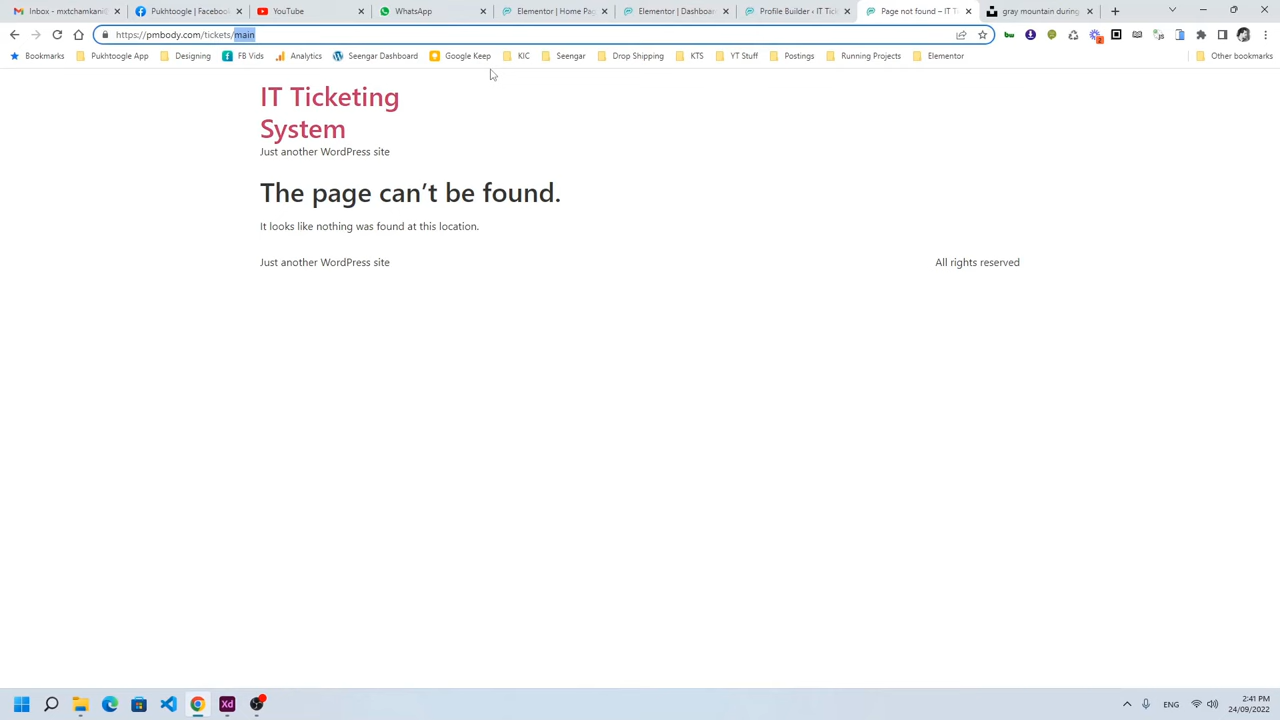 Inbox - mxtchamkani
Pukhtoogle | Facebook
YouTube
WhatsApp
Elementor | Home Pag
Elementor | Dashboa
Profile Builder ‹ IT Tick
Page not found – IT T
gray mountain during
https://pmbody.com/tickets/main
Bookmarks
Pukhtoogle App
Designing
FB Vids
Analytics
Seengar Dashboard
Google Keep
KIC
Seengar
Drop Shipping
KTS
YT Stuff
Postings
Running Projects
Elementor
Other bookmarks
IT Ticketing
System
Just another WordPress site
The page can’t be found.
It looks like nothing was found at this location.
Just another WordPress site
All rights reserved
Xd
ENG
2:41 PM
24/09/2022